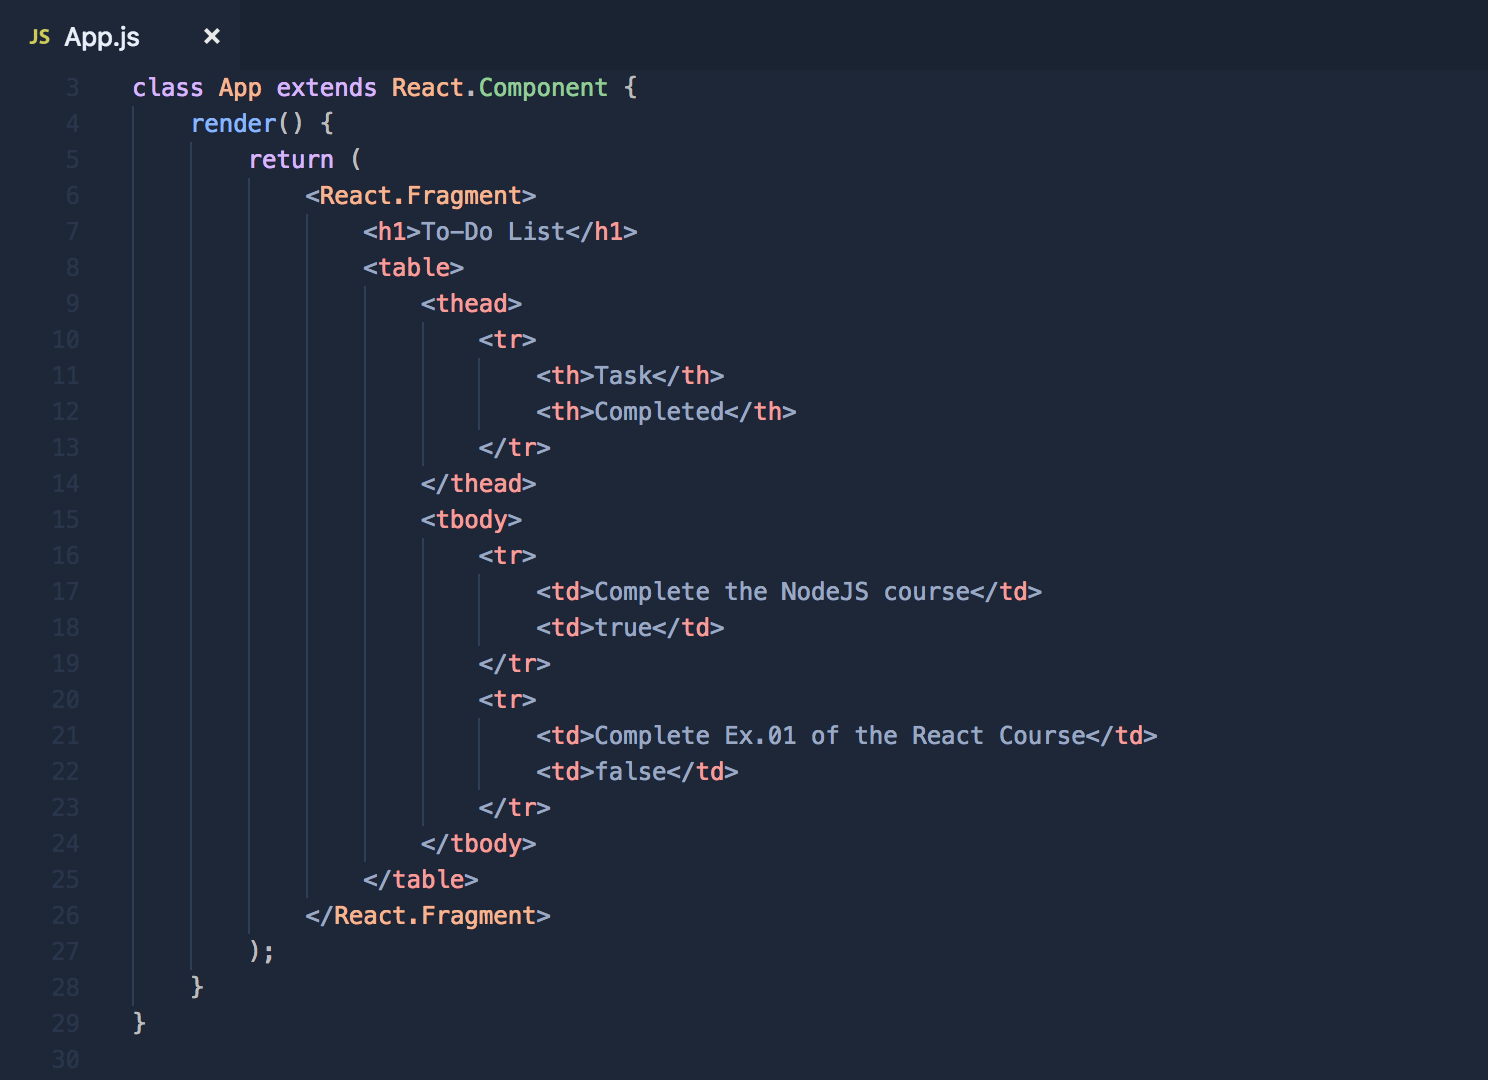 JS App.js ×
3 class App extends React.Component {
4     render() {
5         return (
6             <React.Fragment>
7                 <h1>To-Do List</h1>
8                 <table>
9                     <thead>
10                         <tr>
11                             <th>Task</th>
12                             <th>Completed</th>
13                         </tr>
14                     </thead>
15                     <tbody>
16                         <tr>
17                             <td>Complete the NodeJS course</td>
18                             <td>true</td>
19                         </tr>
20                         <tr>
21                             <td>Complete Ex.01 of the React Course</td>
22                             <td>false</td>
23                         </tr>
24                     </tbody>
25                 </table>
26             </React.Fragment>
27         );
28     }
29 }
30